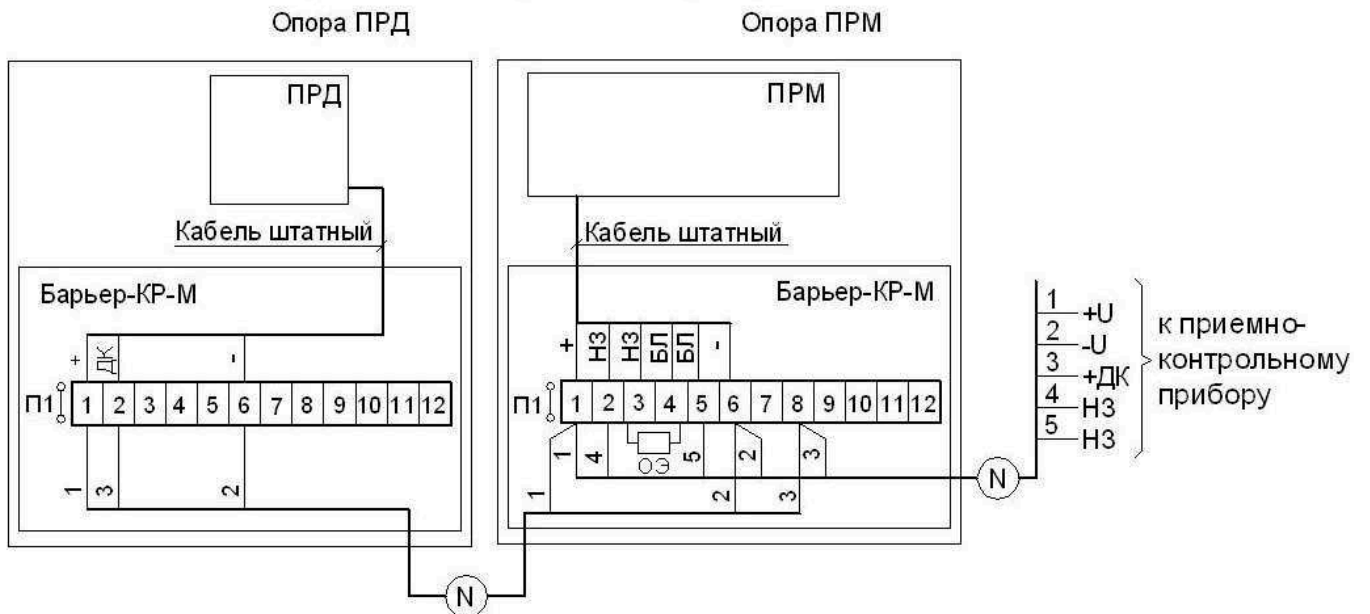 Опора ПРД
Опора ПРМ
ПРД
ПРМ
Кабель штатный
Кабель штатный
Барьер-КР-М
Барьер-КР-М
+ ДК -
+ НЗ НЗ БЛ БЛ -
П1 1 2 3 4 5 6 7 8 9 10 11 12
П1 1 2 3 4 5 6 7 8 9 10 11 12
1 4 ОЭ 5 2 3
1 3 2
1 2 3
N
N
1 +U
2 -U
3 +ДК
4 НЗ
5 НЗ
к приемно-
контрольному
прибору